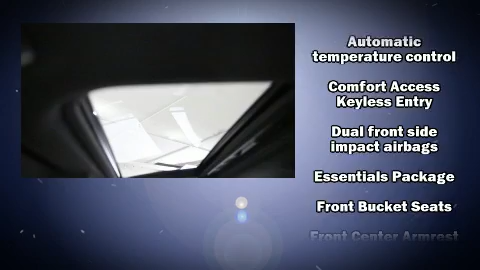 Automatic
temperature control
Comfort Access
Keyless Entry
Dual front side
impact airbags
Essentials Package
Front Bucket Seats
Front Center Armrest